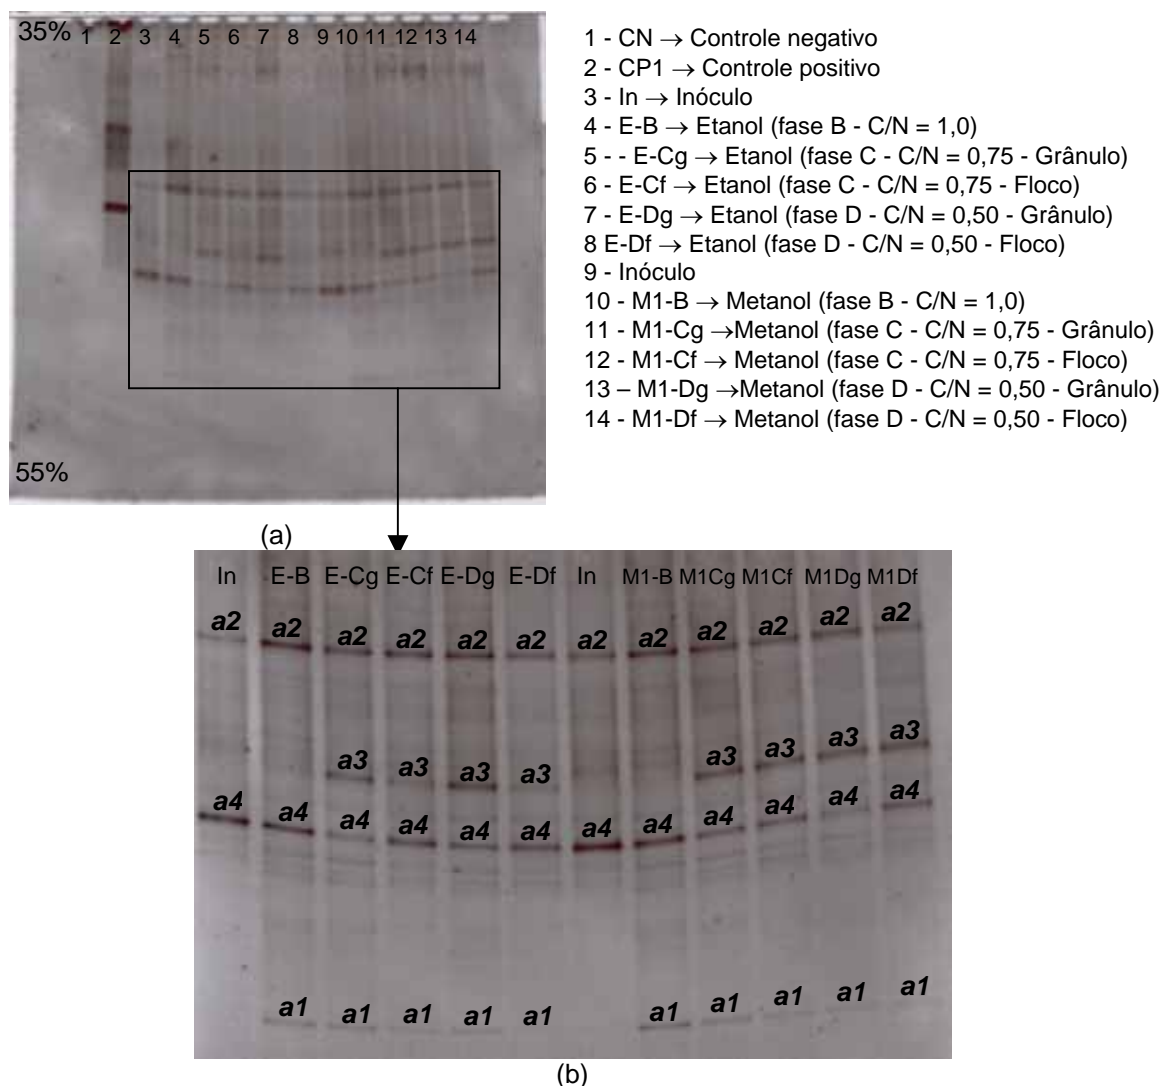 35% 1 2 3 4 5 6 7 8 9 10 11 12 13 14
55%
(a)
1 - CN → Controle negativo
2 - CP1 → Controle positivo
3 - In → Inóculo
4 - E-B → Etanol (fase B - C/N = 1,0)
5 - - E-Cg → Etanol (fase C - C/N = 0,75 - Grânulo)
6 - E-Cf → Etanol (fase C - C/N = 0,75 - Floco)
7 - E-Dg → Etanol (fase D - C/N = 0,50 - Grânulo)
8 E-Df → Etanol (fase D - C/N = 0,50 - Floco)
9 - Inóculo
10 - M1-B → Metanol (fase B - C/N = 1,0)
11 - M1-Cg →Metanol (fase C - C/N = 0,75 - Grânulo)
12 - M1-Cf → Metanol (fase C - C/N = 0,75 - Floco)
13 – M1-Dg →Metanol (fase D - C/N = 0,50 - Grânulo)
14 - M1-Df → Metanol (fase D - C/N = 0,50 - Floco)
In E-B E-Cg E-Cf E-Dg E-Df In M1-B M1Cg M1Cf M1Dg M1Df
a2 a2 a2 a2 a2 a2 a2 a2 a2 a2 a2 a2
a3 a3 a3 a3 a3 a3 a3 a3
a4 a4 a4 a4 a4 a4 a4 a4 a4 a4 a4 a4
a1 a1 a1 a1 a1 a1 a1 a1 a1 a1
(b)